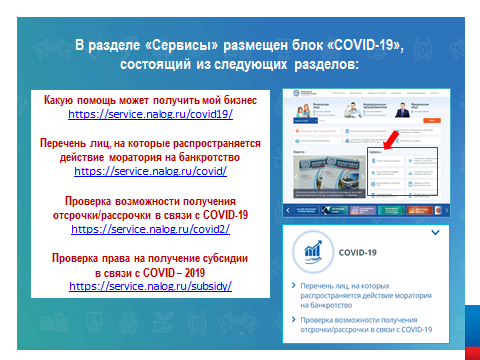 В разделе «Сервисы» размещен блок «COVID-19»,
состоящий из следующих разделов:
Какую помощь может получить мой бизнес
https://service.nalog.ru/covid19/
Перечень лиц, на которые распространяется
действие моратория на банкротство
https://service.nalog.ru/covid/
Проверка возможности получения
отсрочки/рассрочки в связи с COVID-19
https://service.nalog.ru/covid2/
Проверка права на получение субсидии
в связи с COVID – 2019
https://service.nalog.ru/subsidy/
COVID-19
Перечень лиц, на которых
распространяется действие моратория
на банкротство
Проверка возможности получения
отсрочки/рассрочки в связи с COVID-19